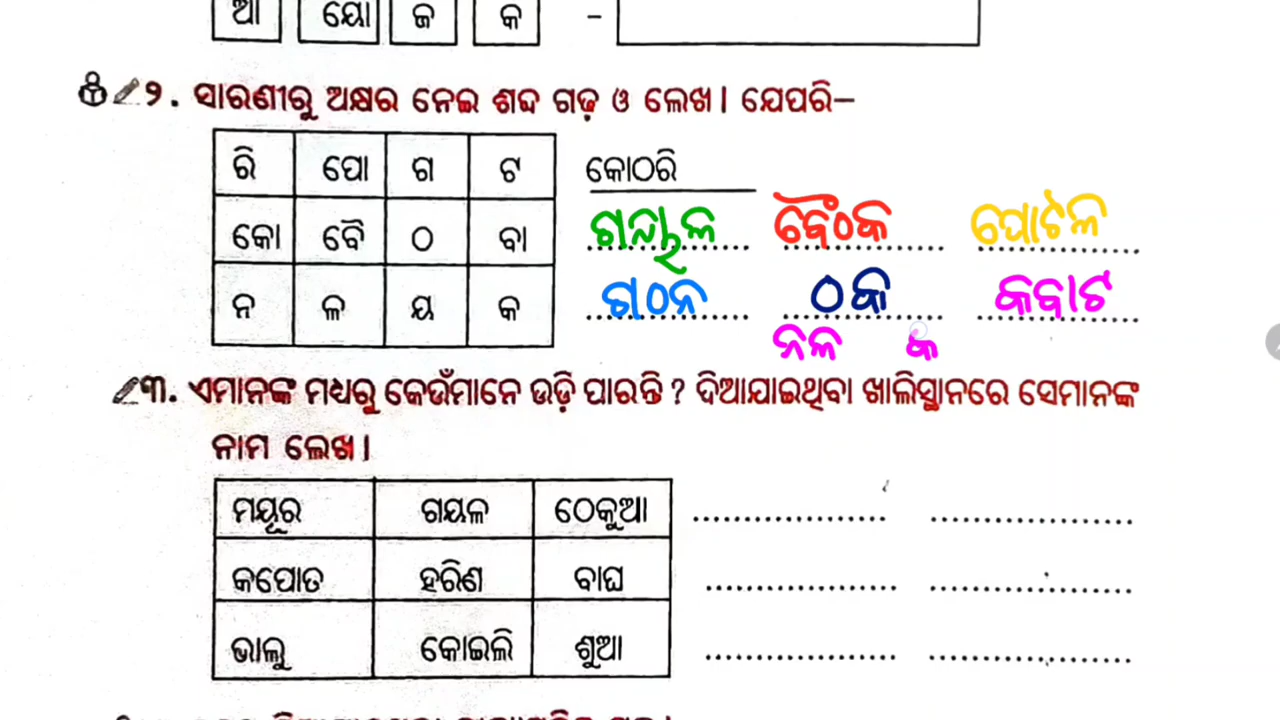 ଆ ୟୋ ଜ କ –
୨. ସାରଣୀରୁ ଅକ୍ଷର ନେଇ ଶବ୍ଦ ଗଢ଼ ଓ ଲେଖ। ଯେପରି–
ରି ପୋ ଗ ଟ କୋଠରି
କୋ ବୈ ଠ ବା ବୈଠକ ପୋଟଳ
ନ ଳ ୟ କ ଗଠନ ଠକ କବାଟ
ନଳ କ
୩. ଏମାନଙ୍କ ମଧ୍ୟରୁ କେଉଁମାନେ ଉଡ଼ି ପାରନ୍ତି ? ଦିଆଯାଇଥିବା ଖାଲିସ୍ଥାନରେ ସେମାନଙ୍କ
ନାମ ଲେଖ।
ମୟୂର ଗୟଳ ଠେକୁଆ
କପୋତ ହରିଣ ବାଘ
ଭାଲୁ କୋଇଲି ଶୁଆ